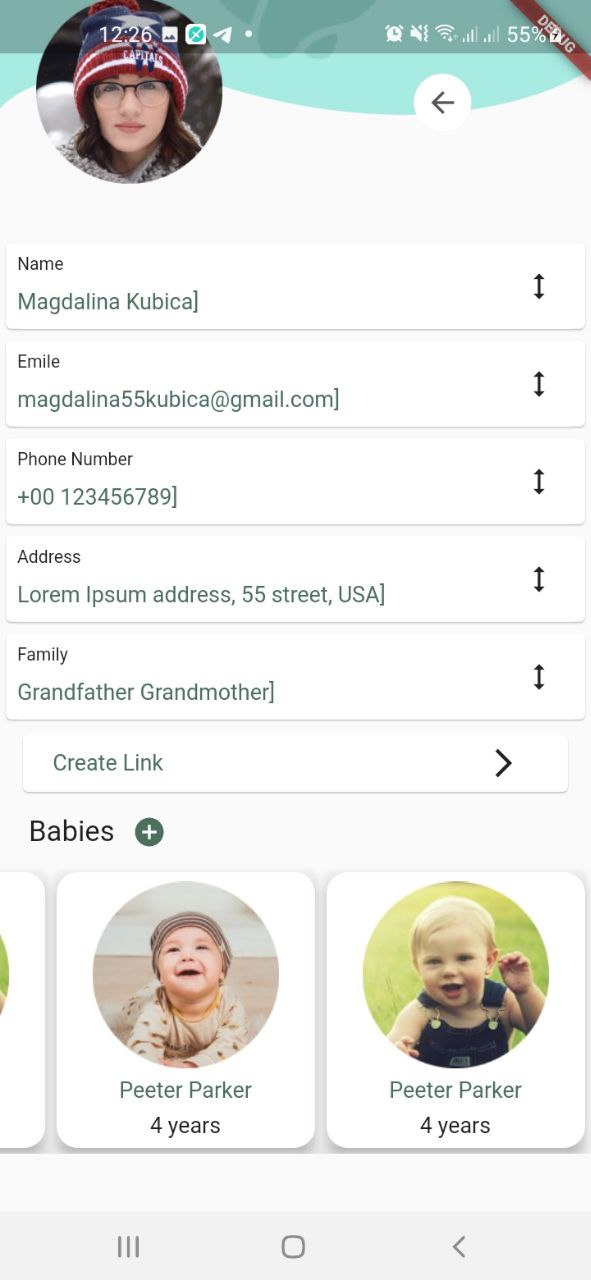 12:26
55%
DEBUG
CAPITALS
Name
Magdalina Kubica]
Emile
magdalina55kubica@gmail.com]
Phone Number
+00 123456789]
Address
Lorem Ipsum address, 55 street, USA]
Family
Grandfather Grandmother]
Create Link
Babies
Peeter Parker
Peeter Parker
4 years
4 years